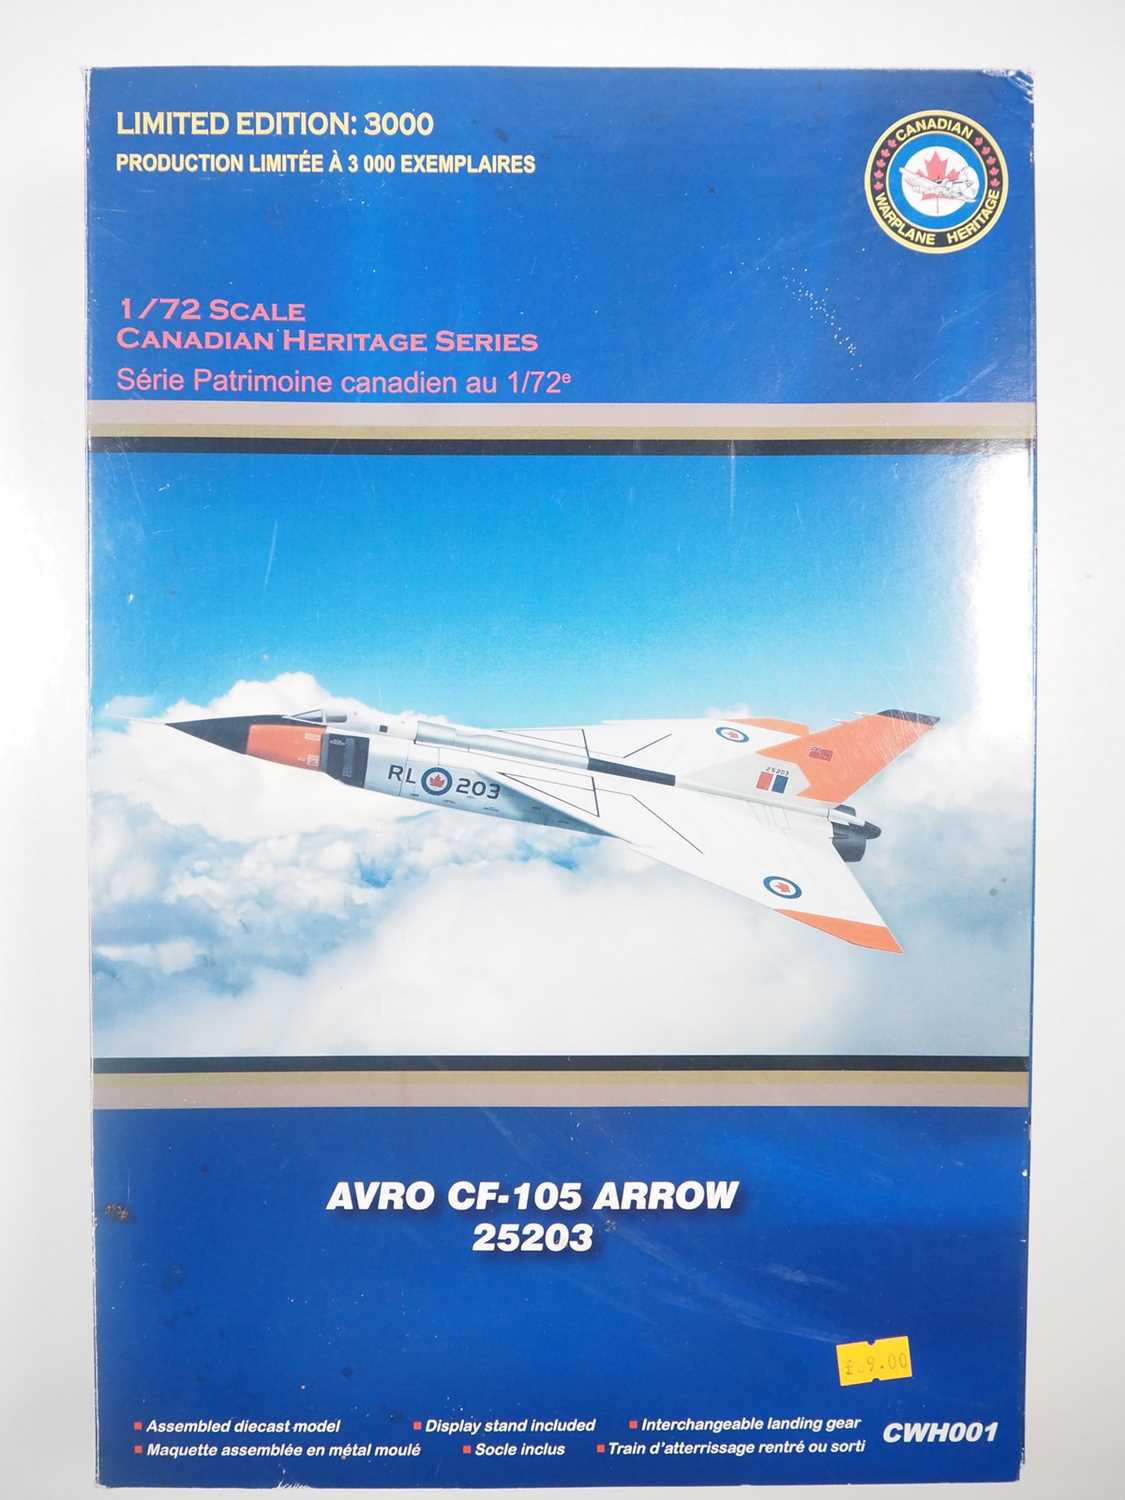 LIMITED EDITION: 3000
PRODUCTION LIMITÉE À 3 000 EXEMPLAIRES
CANADIAN
WARPLANE HERITAGE
1/72 SCALE
CANADIAN HERITAGE SERIES
Série Patrimoine canadien au 1/72e
RL 203
25203
AVRO CF-105 ARROW
25203
£ 9.00
Assembled diecast model
Display stand included
Interchangeable landing gear
Maquette assemblée en métal moulé
Socle inclus
Train d'atterrissage rentré ou sorti
CWH001